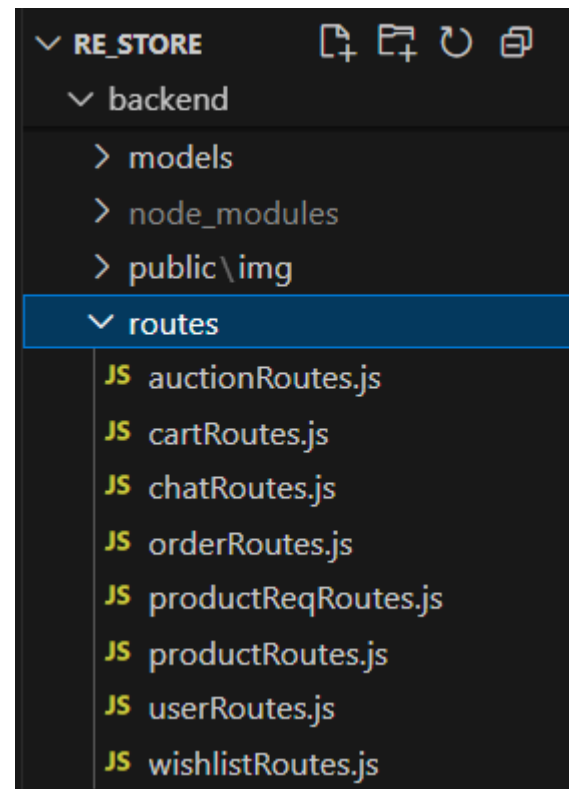 RE_STORE
backend
models
node_modules
public\img
routes
JS auctionRoutes.js
JS cartRoutes.js
JS chatRoutes.js
JS orderRoutes.js
JS productReqRoutes.js
JS productRoutes.js
JS userRoutes.js
JS wishlistRoutes.js